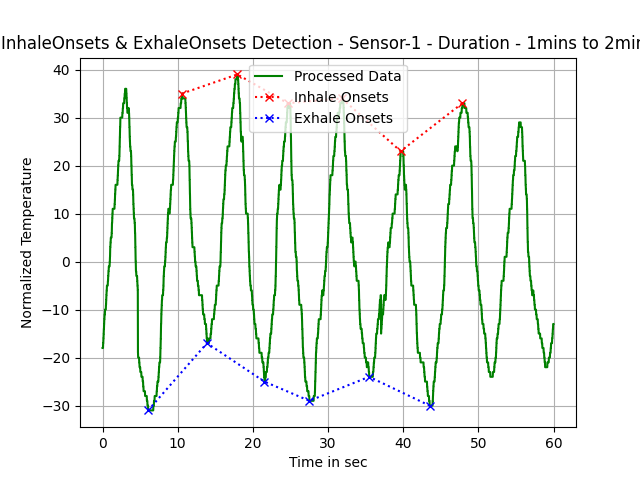 InhaleOnsets & ExhaleOnsets Detection - Sensor-1 - Duration - 1mins to 2min
Processed Data
Inhale Onsets
Exhale Onsets
Normalized Temperature
40
30
20
10
0
−10
−20
−30
0 10 20 30 40 50 60
Time in sec